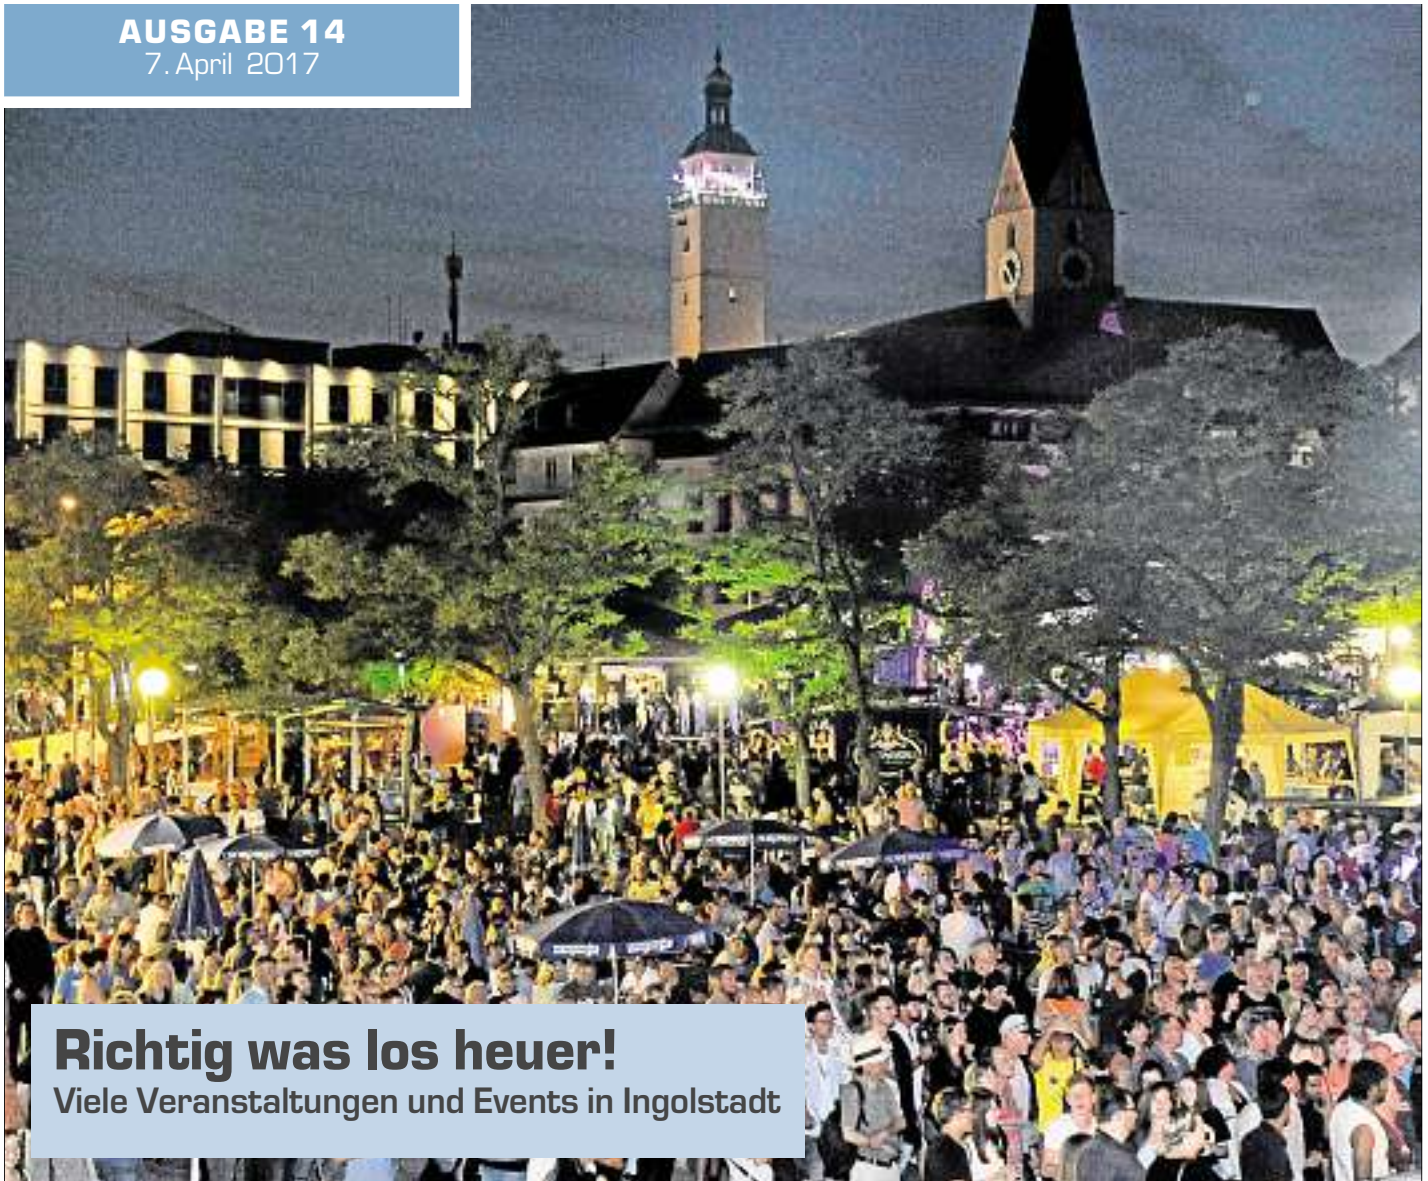 AUSGABE 14
7. April 2017
Richtig was los heuer!
Viele Veranstaltungen und Events in Ingolstadt